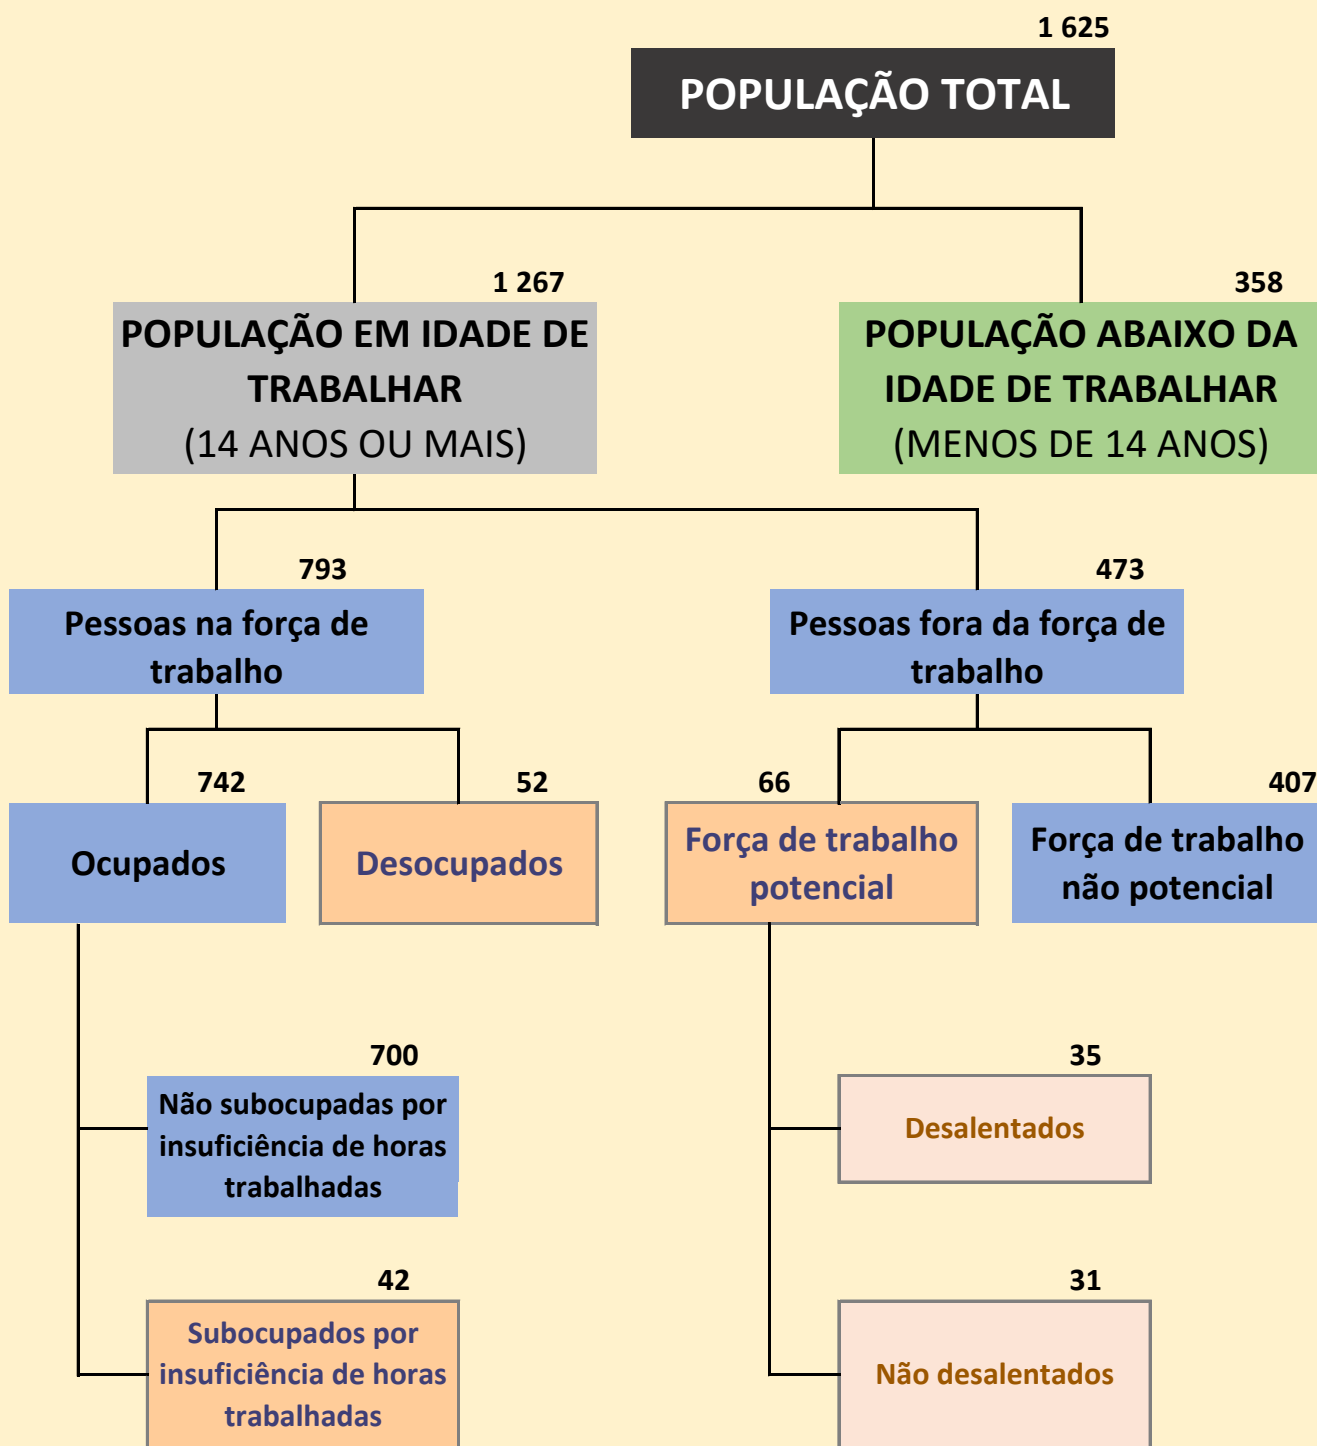 1 625
POPULAÇÃO TOTAL
1 267
POPULAÇÃO EM IDADE DE
TRABALHAR
(14 ANOS OU MAIS)
358
POPULAÇÃO ABAIXO DA
IDADE DE TRABALHAR
(MENOS DE 14 ANOS)
793
Pessoas na força de
trabalho
473
Pessoas fora da força de
trabalho
742
Ocupados
52
Desocupados
66
Força de trabalho
potencial
407
Força de trabalho
não potencial
700
Não subocupadas por
insuficiência de horas
trabalhadas
35
Desalentados
42
Subocupados por
insuficiência de horas
trabalhadas
31
Não desalentados